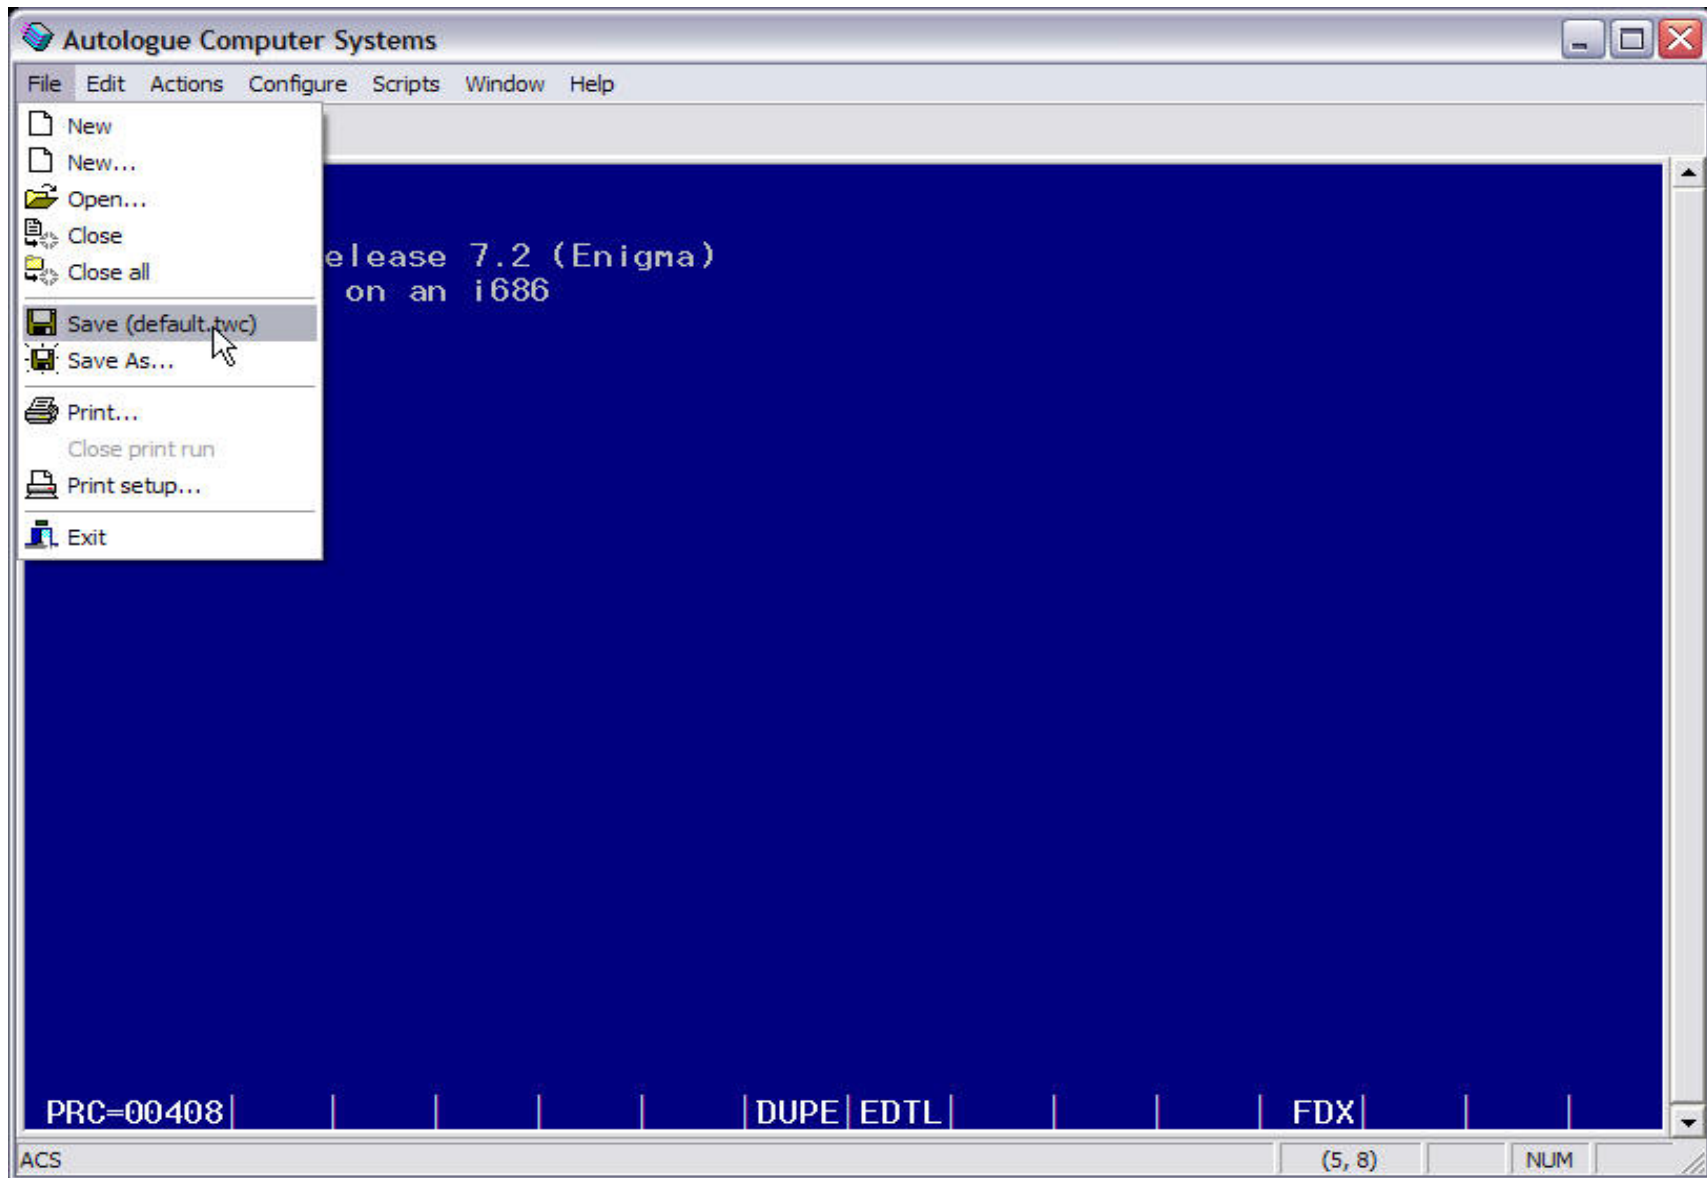 Autologue Computer Systems
File Edit Actions Configure Scripts Window Help
New
New...
Open...
Close
Close all
Save (default.twc)
Save As...
Print...
Close print run
Print setup...
Exit
elease 7.2 (Enigma)
on an i686
PRC=00408| | | | | |DUPE|EDTL| | | | FDX| | |
ACS (5, 8) NUM